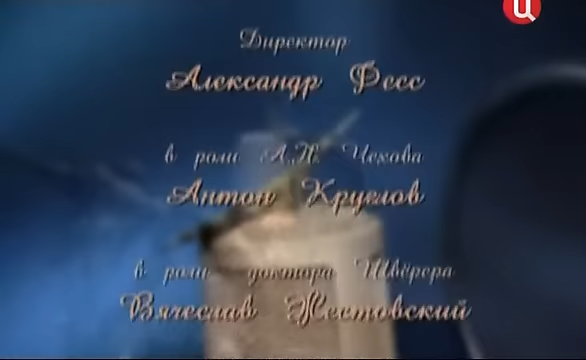 Ц
Директор
Александр Фесс
в роли А.П. Чехова
Антон Круглов
в роли доктора Швёрера
Вячеслав Жестовский